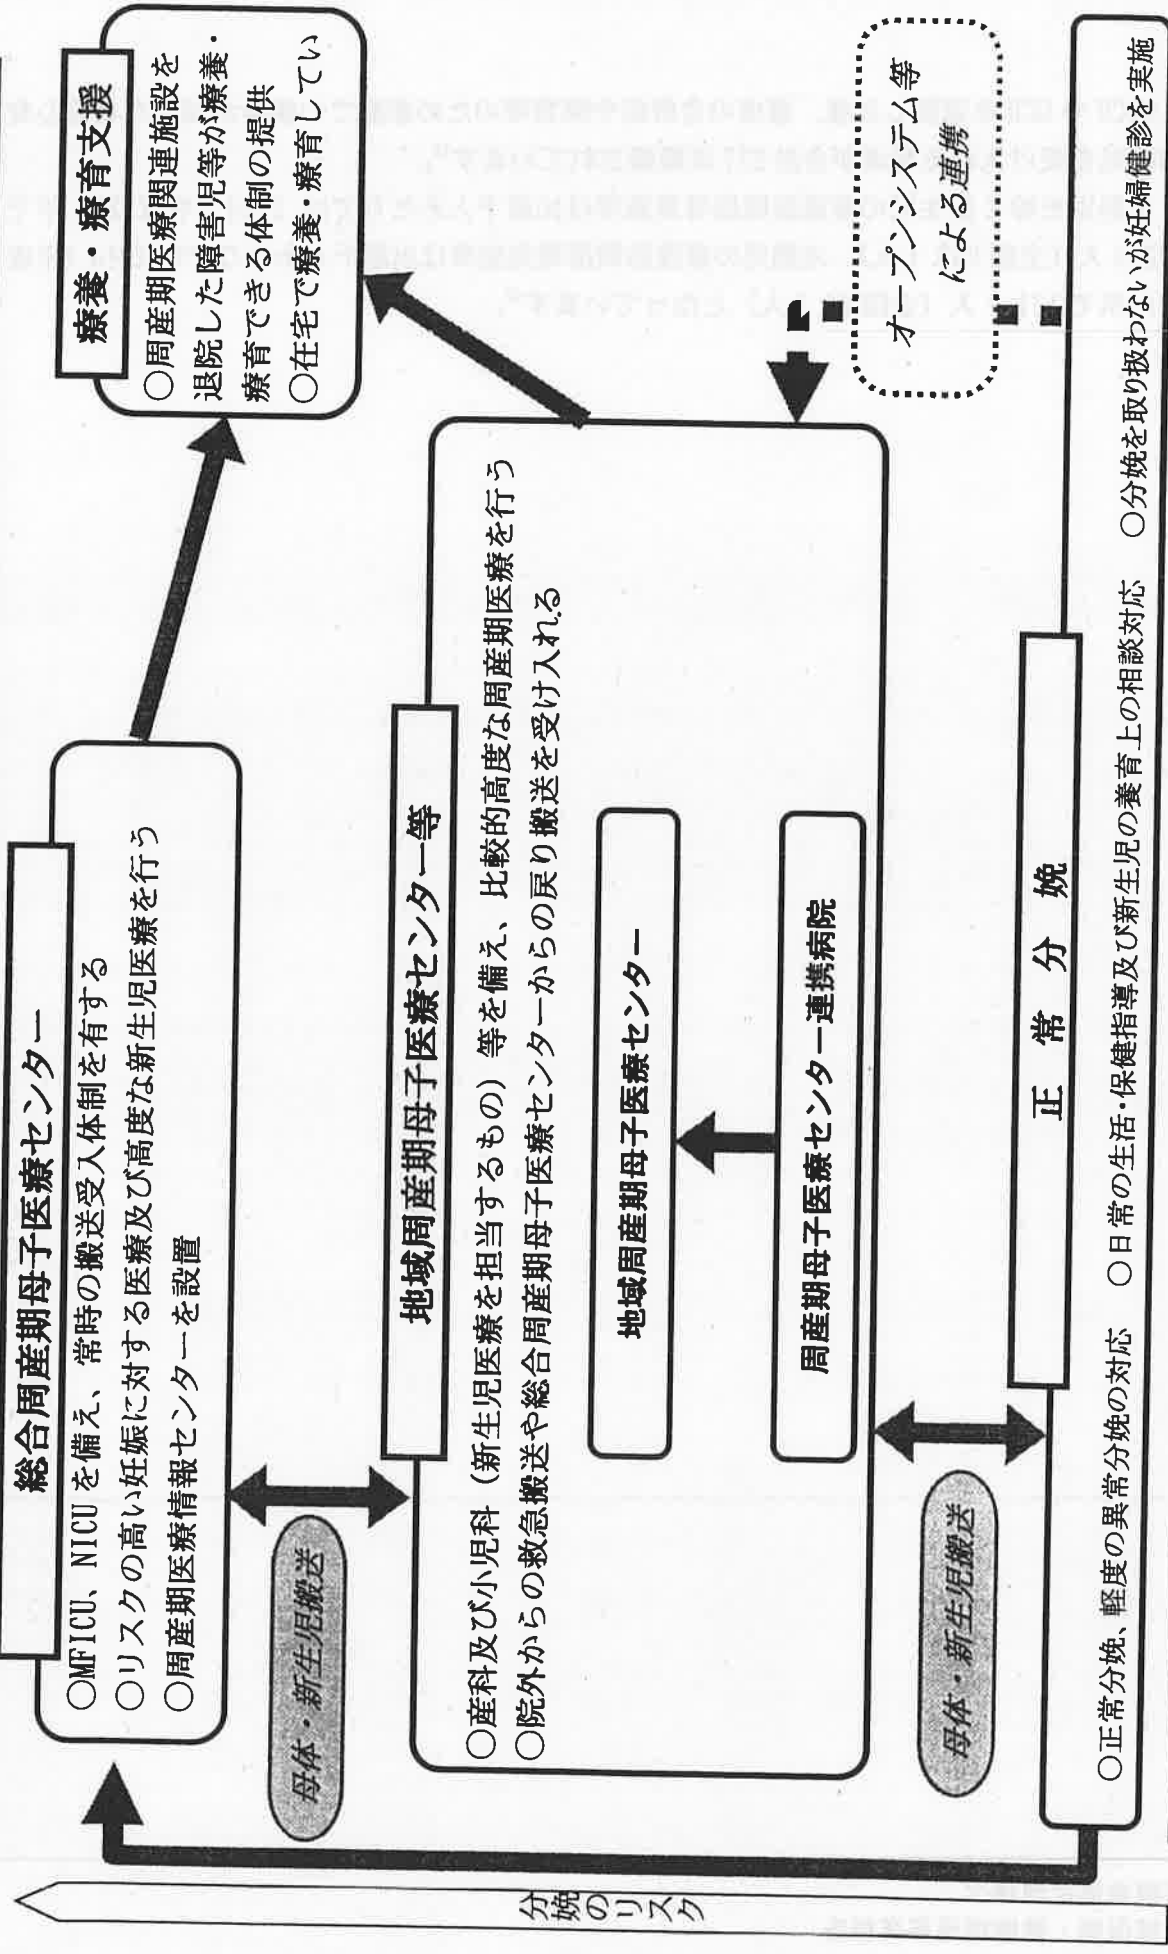 総合周産期母子医療センター
○MFICU、NICUを備え、常時の搬送受入体制を有する
○リスクの高い妊娠に対する医療及び高度な新生児医療を行う
○周産期医療情報センターを設置
療養・療育支援
○周産期医療関連施設を
退院した障害児等が療養・
療育できる体制の提供
○在宅で療養・療育してい
母体・新生児搬送
地域周産期母子医療センター等
○産科及び小児科（新生児医療を担当するもの）等を備え、比較的高度な周産期医療を行う
○院外からの救急搬送や総合周産期母子医療センターからの戻り搬送を受け入れる
地域周産期母子医療センター
周産期母子医療センター連携病院
母体・新生児搬送
オープンシステム等
による連携
正常分娩
○正常分娩、軽度の異常分娩の対応　○日常の生活・保健指導及び新生児の養育上の相談対応　○分娩を取り扱わないが妊婦健診を実施
分娩のリスク